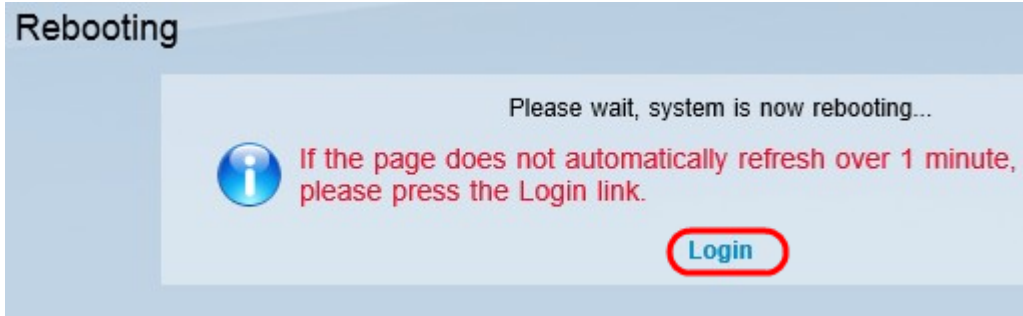 Rebooting
Please wait, system is now rebooting...
If the page does not automatically refresh over 1 minute,
please press the Login link.
Login